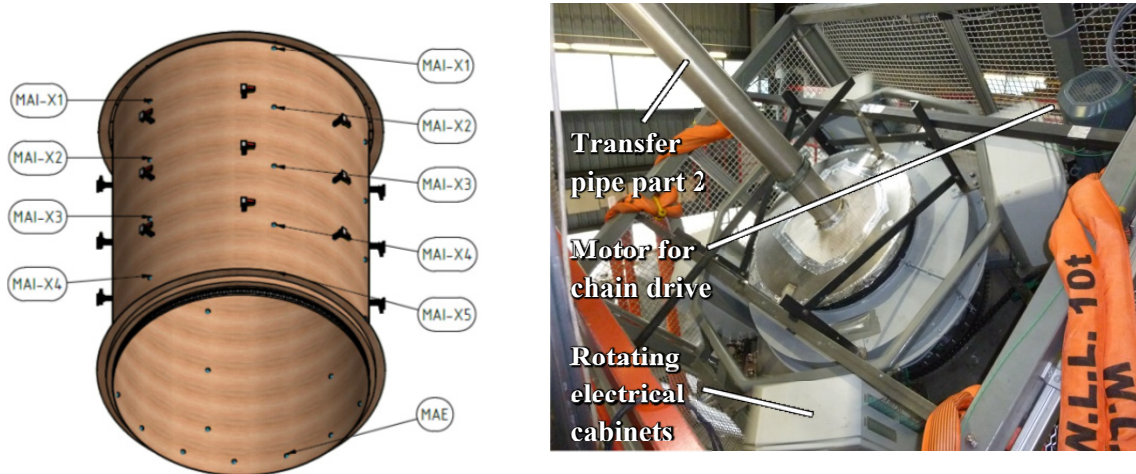 MAI-X1
MAI-X1
MAI-X2
MAI-X2
MAI-X3
MAI-X3
MAI-X4
MAI-X4
MAI-X5
MAE
Transfer
pipe part 2
Motor for
chain drive
Rotating
electrical
cabinets
W.L.L. 10t
W.LL